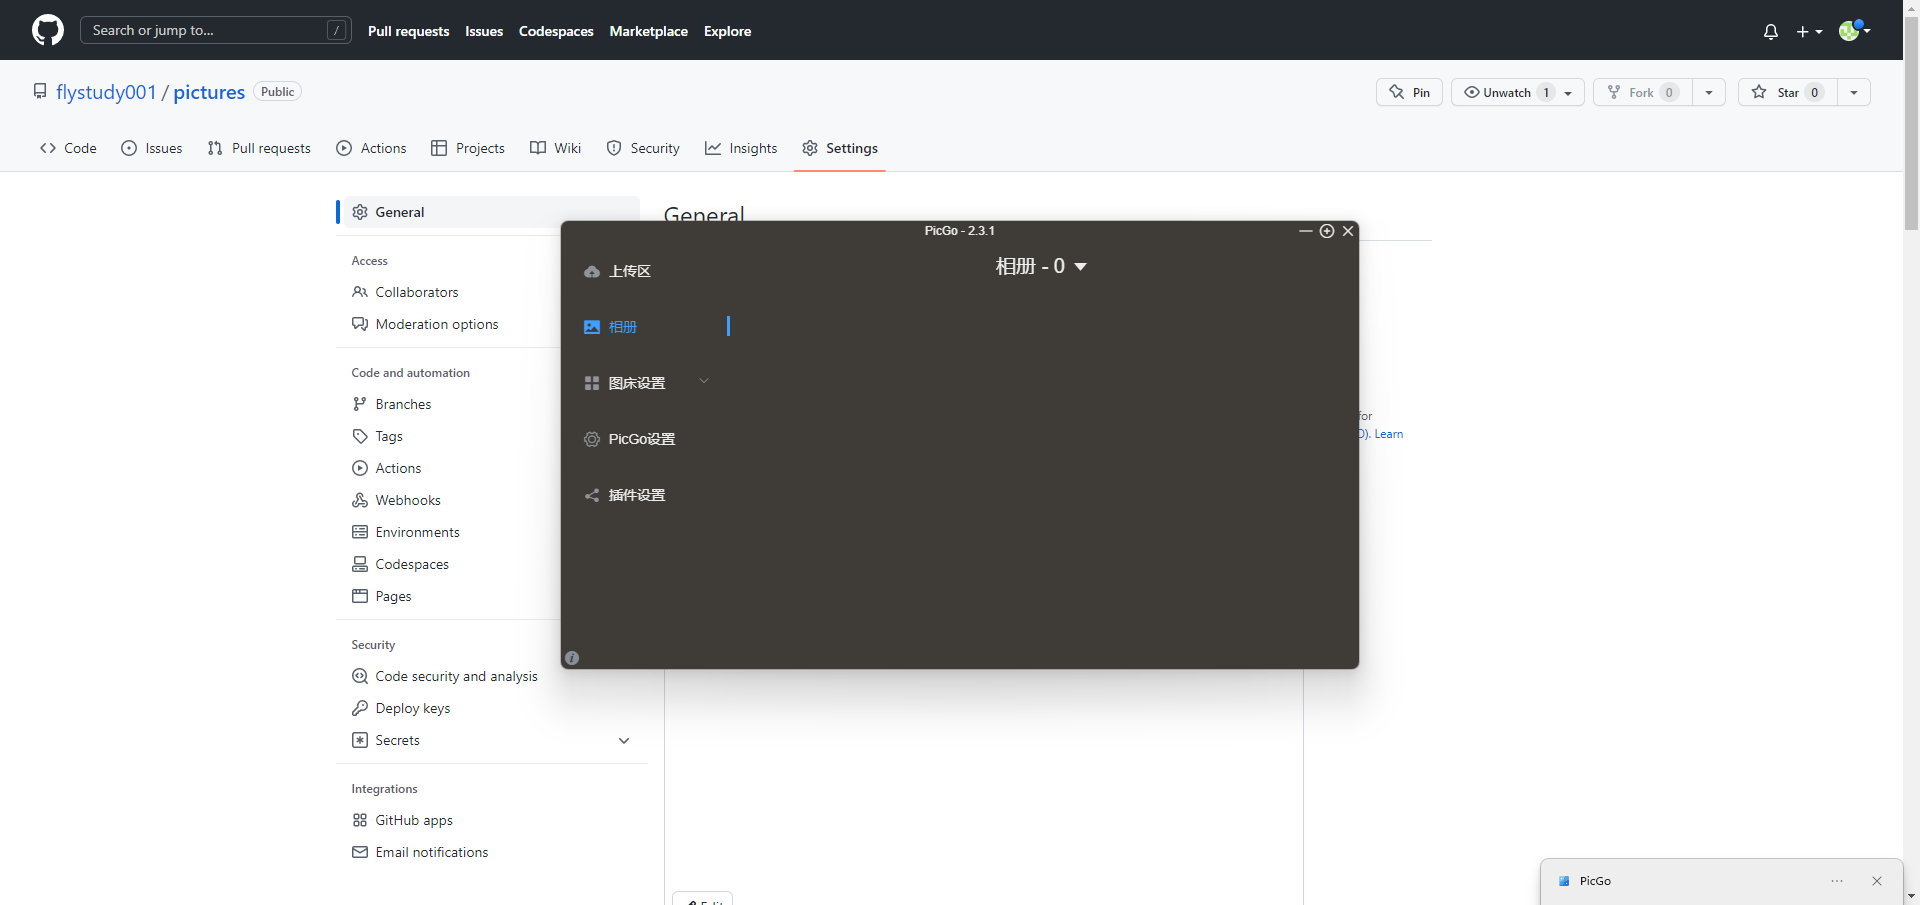 Search or jump to... /
Pull requests
Issues
Codespaces
Marketplace
Explore
flystudy001 / pictures Public
Pin
Unwatch 1
Fork 0
Star 0
Code
Issues
Pull requests
Actions
Projects
Wiki
Security
Insights
Settings
General
Access
Collaborators
Moderation options
Code and automation
Branches
Tags
Actions
Webhooks
Environments
Codespaces
Pages
Security
Code security and analysis
Deploy keys
Secrets
Integrations
GitHub apps
Email notifications
General
for
). Learn
Edit
PicGo - 2.3.1
上传区
相册
图床设置
PicGo设置
插件设置
相册 - 0
PicGo